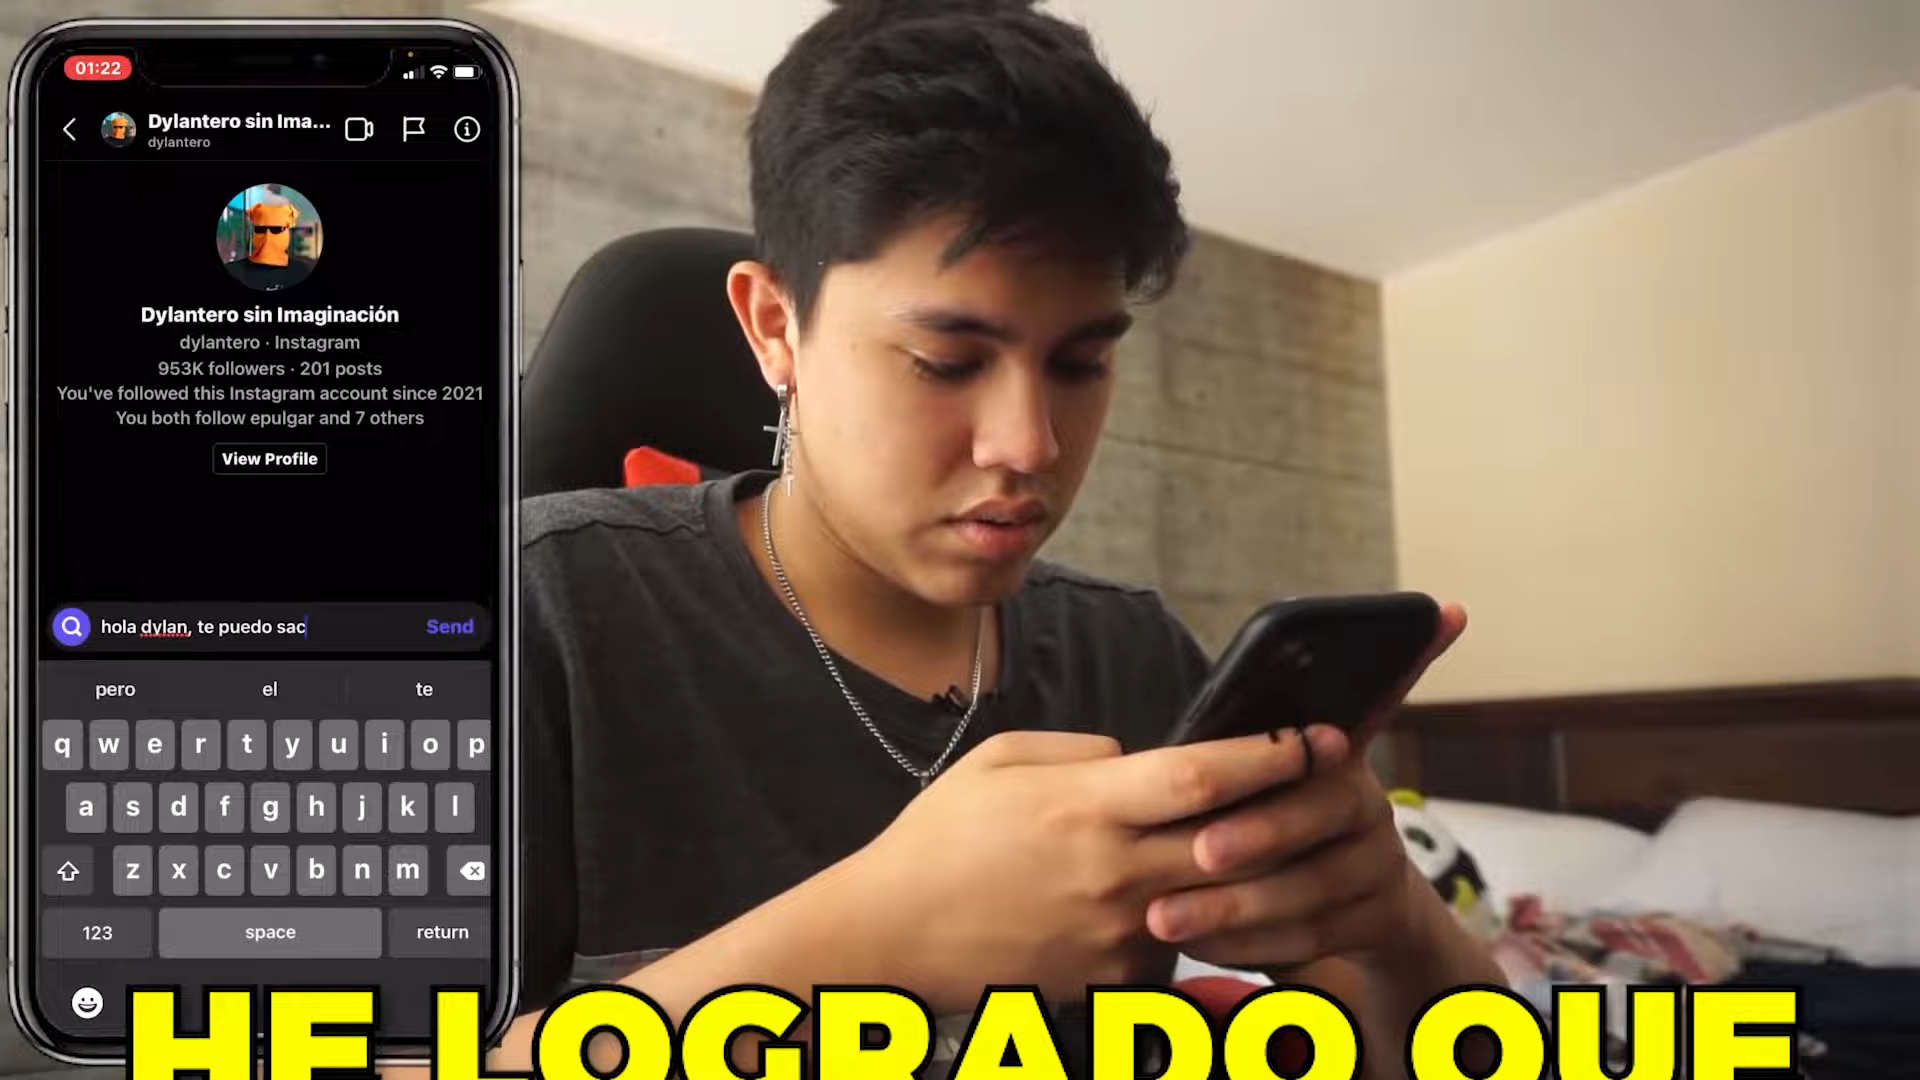 01:22
Dylantero sin Ima...
dylantero
Dylantero sin Imaginación
dylantero · Instagram
953K followers · 201 posts
You've followed this Instagram account since 2021
You both follow epulgar and 7 others
View Profile
hola dylan, te puedo sac
Send
pero el te
q w e r t y u i o p
a s d f g h j k l
z x c v b n m
123 space return
HE LOGRADO QUE